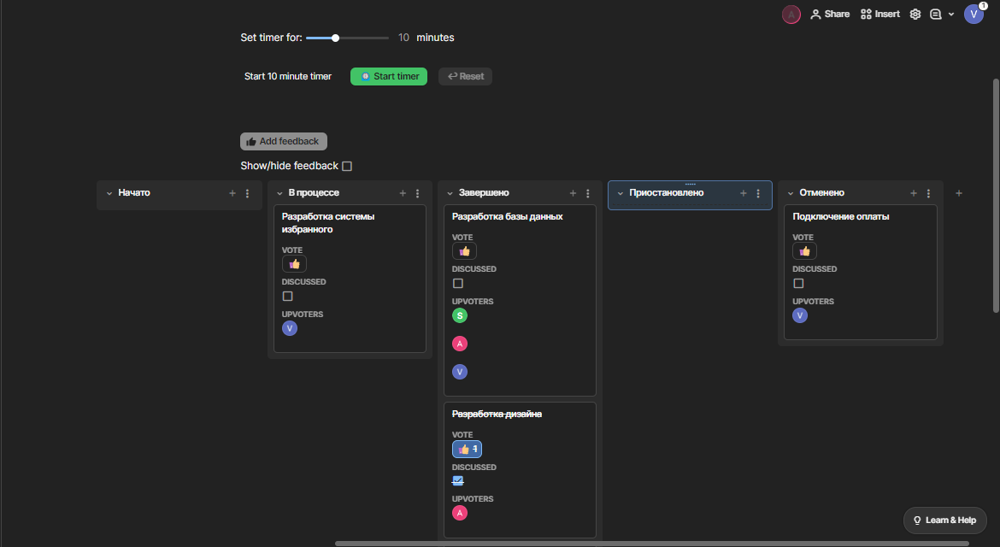 A Share Insert V 1
Set timer for: 10 minutes
Start 10 minute timer Start timer Reset
Add feedback
Show/hide feedback
Начато
В процессе
Разработка системы
избранного
VOTE
DISCUSSED
UPVOTERS
V
Завершено
Разработка базы данных
VOTE
DISCUSSED
UPVOTERS
S
A
V
Разработка дизайна
VOTE
1
DISCUSSED
UPVOTERS
A
Приостановлено
Отменено
Подключение оплаты
VOTE
DISCUSSED
UPVOTERS
V
Learn & Help